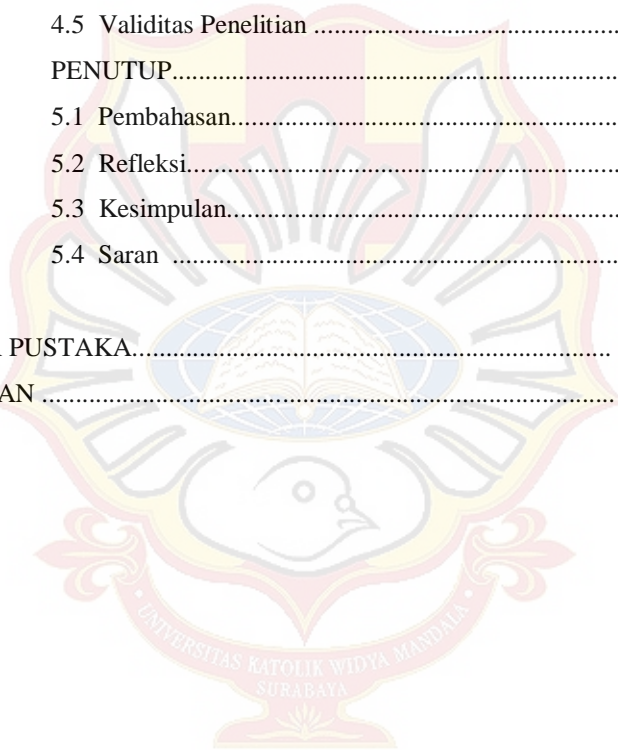 4.5 Validitas Penelitian ................................................
PENUTUP.....................................................................
5.1 Pembahasan............................................................
5.2 Refleksi...................................................................
5.3 Kesimpulan.............................................................
5.4 Saran .....................................................................
PUSTAKA.........................................................................
AN ...................................................................................
UNIVERSITAS KATOLIK WIDYA MANDALA
SURABAYA